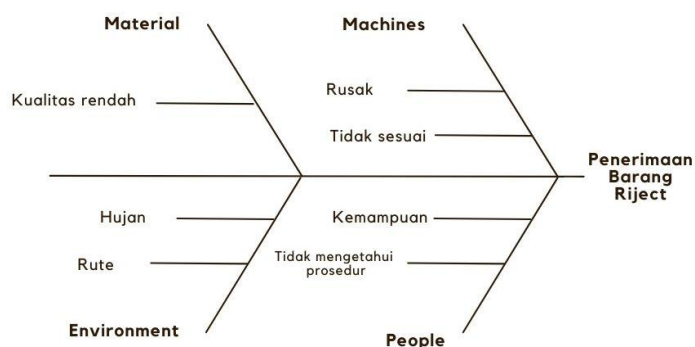 Material
Machines
Kualitas rendah
Rusak
Tidak sesuai
Penerimaan
Barang
Riject
Hujan
Kemampuan
Rute
Tidak mengetahui
prosedur
Environment
People